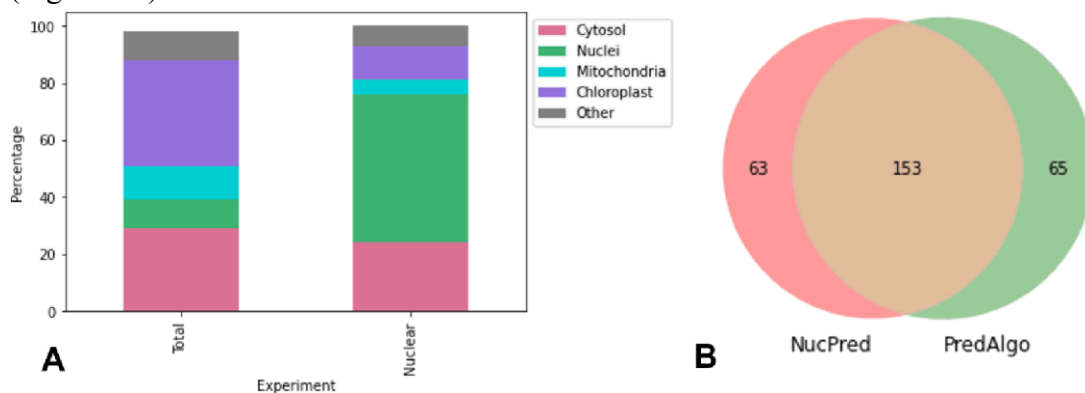 100
80
60
40
20
0
Percentage
Total
Nuclear
Experiment
Cytosol
Nuclei
Mitochondria
Chloroplast
Other
A
63
153
65
NucPred
PredAlgo
B